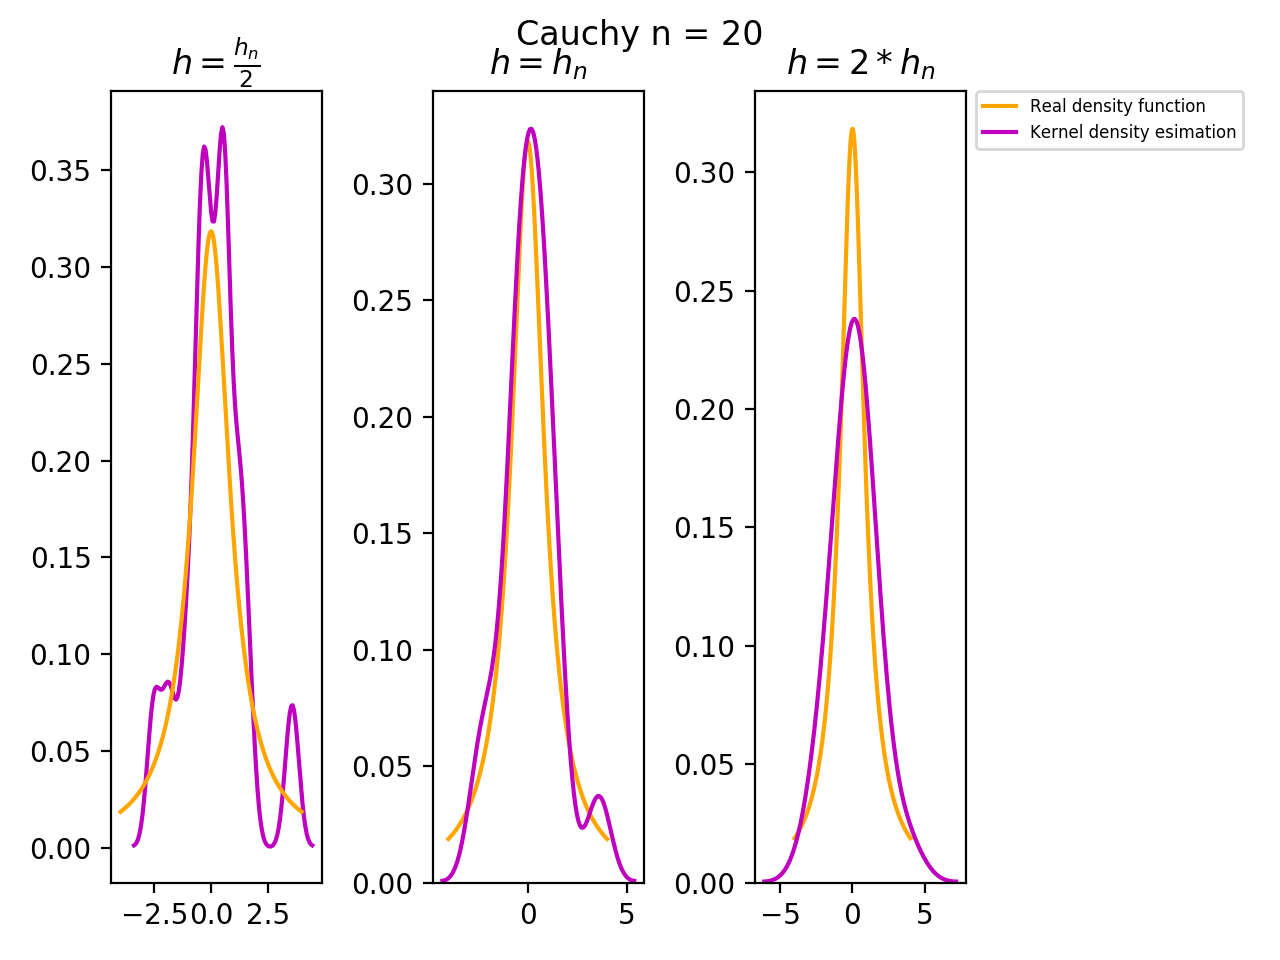 Cauchy n = 20
h = h_n/2
h = h_n
h = 2 * h_n
Real density function
Kernel density esimation
0.35
0.30
0.25
0.20
0.15
0.10
0.05
0.00
−2.5 0.0 2.5
0.30
0.25
0.20
0.15
0.10
0.05
0.00
0 5
0.30
0.25
0.20
0.15
0.10
0.05
0.00
−5 0 5